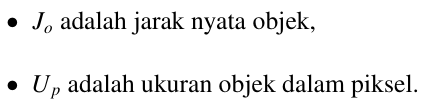 • J_o adalah jarak nyata objek,
• U_p adalah ukuran objek dalam piksel.